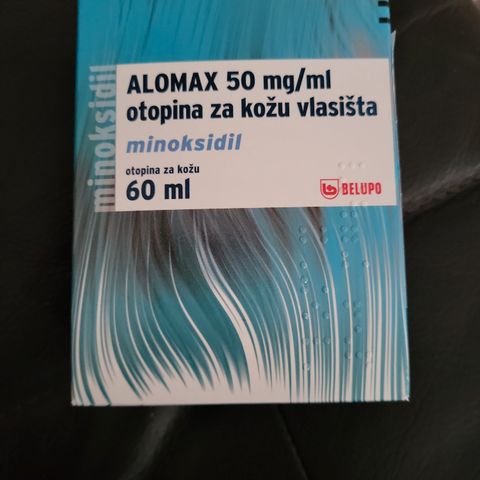 minoksidil
ALOMAX 50 mg/ml
otopina za kožu vlasišta
minoksidil
otopina za kožu
60 ml
BELUPO